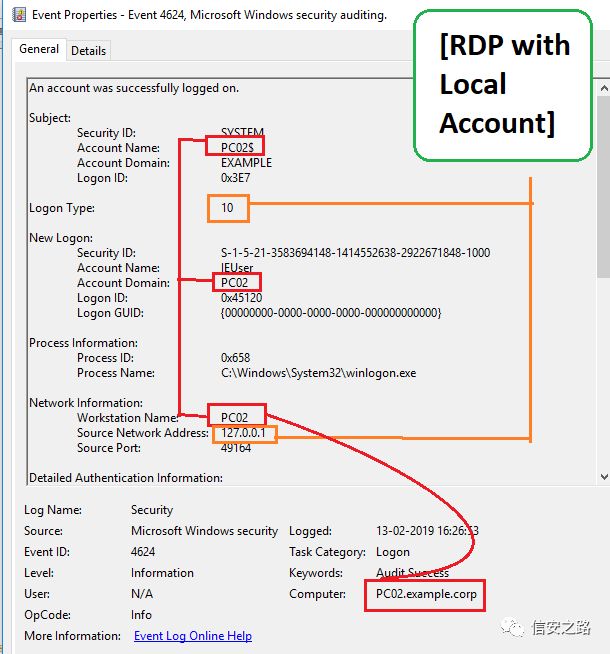 Event Properties - Event 4624, Microsoft Windows security auditing.
[RDP with
Local
Account]
General
Details
An account was successfully logged on.
Subject:
Security ID: SYSTEM
Account Name: PC02$
Account Domain: EXAMPLE
Logon ID: 0x3E7
Logon Type: 10
New Logon:
Security ID: S-1-5-21-3583694148-1414552638-2922671848-1000
Account Name: IEUser
Account Domain: PC02
Logon ID: 0x45120
Logon GUID: {00000000-0000-0000-0000-000000000000}
Process Information:
Process ID: 0x658
Process Name: C:\Windows\System32\winlogon.exe
Network Information:
Workstation Name: PC02
Source Network Address: 127.0.0.1
Source Port: 49164
Detailed Authentication Information:
Log Name: Security
Source: Microsoft Windows security Logged: 13-02-2019 16:26:53
Event ID: 4624 Task Category: Logon
Level: Information Keywords: Audit Success
User: N/A Computer: PC02.example.corp
OpCode: Info
More Information: Event Log Online Help
信安之路